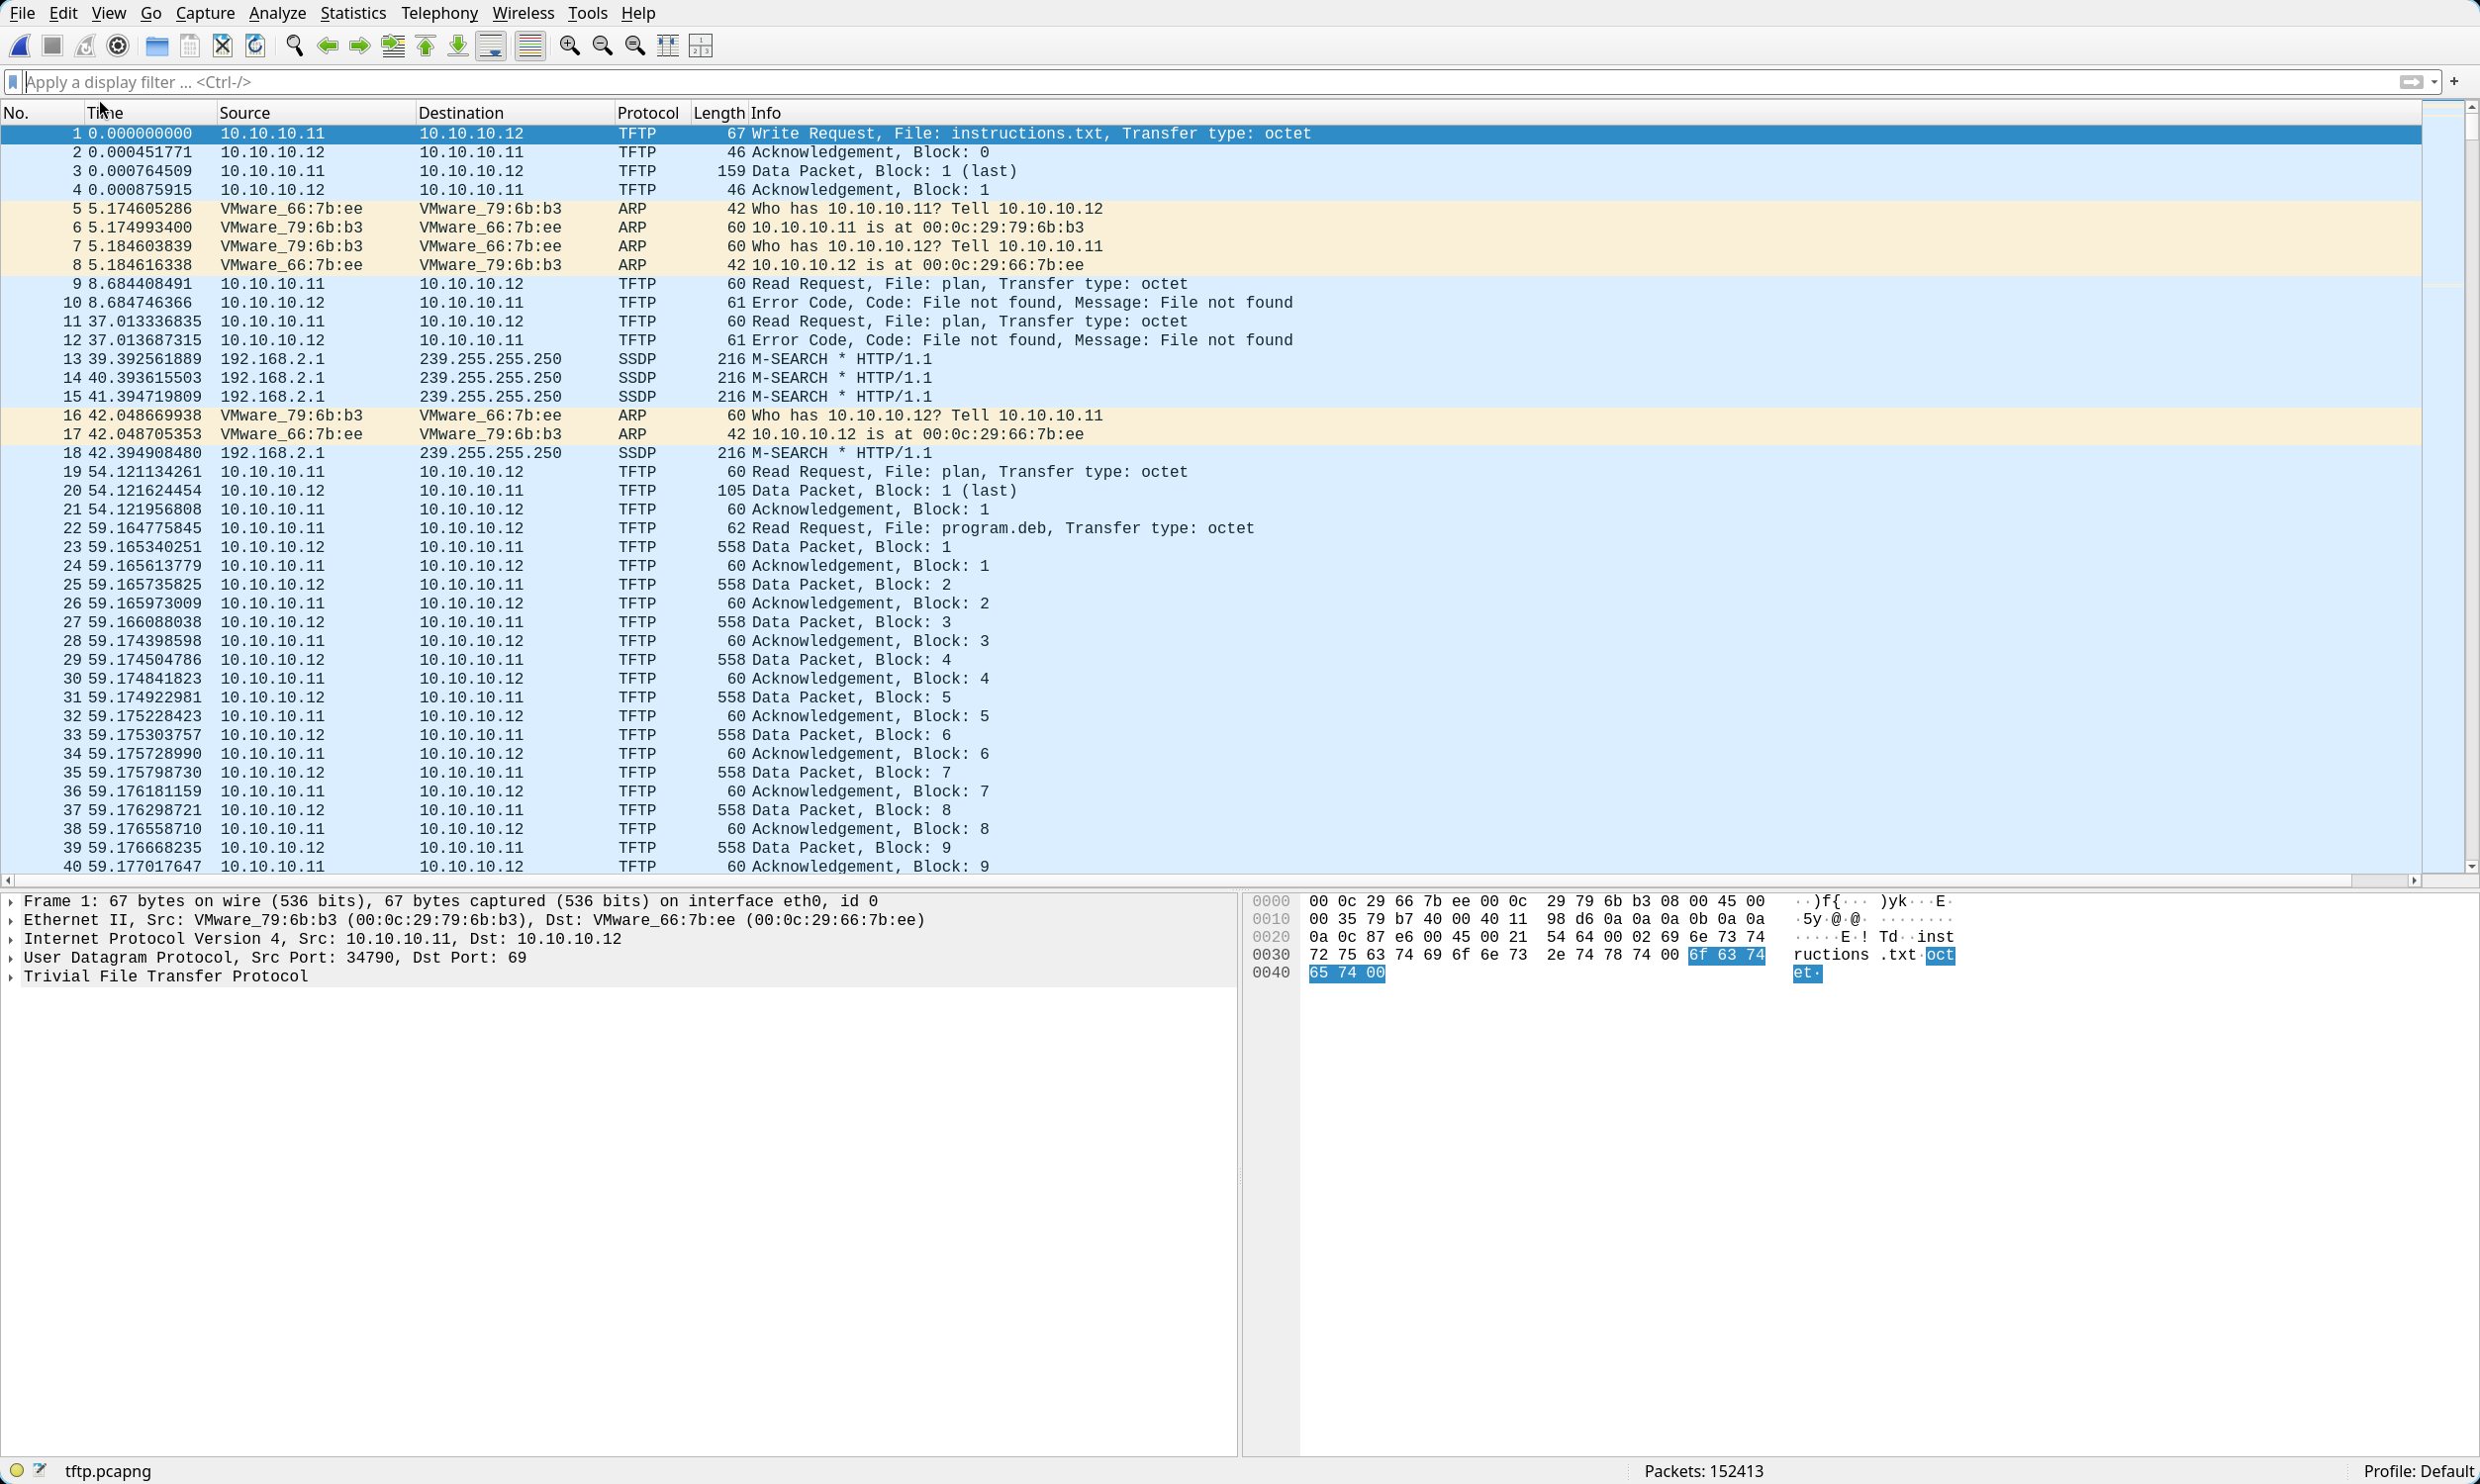 File Edit View Go Capture Analyze Statistics Telephony Wireless Tools Help
Apply a display filter ... <Ctrl-/>
No. Time Source Destination Protocol Length Info
1 0.000000000 10.10.10.11 10.10.10.12 TFTP 67 Write Request, File: instructions.txt, Transfer type: octet
2 0.000451771 10.10.10.12 10.10.10.11 TFTP 46 Acknowledgement, Block: 0
3 0.000764509 10.10.10.11 10.10.10.12 TFTP 159 Data Packet, Block: 1 (last)
4 0.000875915 10.10.10.12 10.10.10.11 TFTP 46 Acknowledgement, Block: 1
5 5.174605286 VMware_66:7b:ee VMware_79:6b:b3 ARP 42 Who has 10.10.10.11? Tell 10.10.10.12
6 5.174993400 VMware_79:6b:b3 VMware_66:7b:ee ARP 60 10.10.10.11 is at 00:0c:29:79:6b:b3
7 5.184603839 VMware_79:6b:b3 VMware_66:7b:ee ARP 60 Who has 10.10.10.12? Tell 10.10.10.11
8 5.184616338 VMware_66:7b:ee VMware_79:6b:b3 ARP 42 10.10.10.12 is at 00:0c:29:66:7b:ee
9 8.684408491 10.10.10.11 10.10.10.12 TFTP 60 Read Request, File: plan, Transfer type: octet
10 8.684746366 10.10.10.12 10.10.10.11 TFTP 61 Error Code, Code: File not found, Message: File not found
11 37.013336835 10.10.10.11 10.10.10.12 TFTP 60 Read Request, File: plan, Transfer type: octet
12 37.013687315 10.10.10.12 10.10.10.11 TFTP 61 Error Code, Code: File not found, Message: File not found
13 39.392561889 192.168.2.1 239.255.255.250 SSDP 216 M-SEARCH * HTTP/1.1
14 40.393615503 192.168.2.1 239.255.255.250 SSDP 216 M-SEARCH * HTTP/1.1
15 41.394719809 192.168.2.1 239.255.255.250 SSDP 216 M-SEARCH * HTTP/1.1
16 42.048669938 VMware_79:6b:b3 VMware_66:7b:ee ARP 60 Who has 10.10.10.12? Tell 10.10.10.11
17 42.048705353 VMware_66:7b:ee VMware_79:6b:b3 ARP 42 10.10.10.12 is at 00:0c:29:66:7b:ee
18 42.394908480 192.168.2.1 239.255.255.250 SSDP 216 M-SEARCH * HTTP/1.1
19 54.121134261 10.10.10.11 10.10.10.12 TFTP 60 Read Request, File: plan, Transfer type: octet
20 54.121624454 10.10.10.12 10.10.10.11 TFTP 105 Data Packet, Block: 1 (last)
21 54.121956808 10.10.10.11 10.10.10.12 TFTP 60 Acknowledgement, Block: 1
22 59.164775845 10.10.10.11 10.10.10.12 TFTP 62 Read Request, File: program.deb, Transfer type: octet
23 59.165340251 10.10.10.12 10.10.10.11 TFTP 558 Data Packet, Block: 1
24 59.165613779 10.10.10.11 10.10.10.12 TFTP 60 Acknowledgement, Block: 1
25 59.165735825 10.10.10.12 10.10.10.11 TFTP 558 Data Packet, Block: 2
26 59.165973009 10.10.10.11 10.10.10.12 TFTP 60 Acknowledgement, Block: 2
27 59.166088038 10.10.10.12 10.10.10.11 TFTP 558 Data Packet, Block: 3
28 59.174398598 10.10.10.11 10.10.10.12 TFTP 60 Acknowledgement, Block: 3
29 59.174504786 10.10.10.12 10.10.10.11 TFTP 558 Data Packet, Block: 4
30 59.174841823 10.10.10.11 10.10.10.12 TFTP 60 Acknowledgement, Block: 4
31 59.174922981 10.10.10.12 10.10.10.11 TFTP 558 Data Packet, Block: 5
32 59.175228423 10.10.10.11 10.10.10.12 TFTP 60 Acknowledgement, Block: 5
33 59.175303757 10.10.10.12 10.10.10.11 TFTP 558 Data Packet, Block: 6
34 59.175728990 10.10.10.11 10.10.10.12 TFTP 60 Acknowledgement, Block: 6
35 59.175798730 10.10.10.12 10.10.10.11 TFTP 558 Data Packet, Block: 7
36 59.176181159 10.10.10.11 10.10.10.12 TFTP 60 Acknowledgement, Block: 7
37 59.176298721 10.10.10.12 10.10.10.11 TFTP 558 Data Packet, Block: 8
38 59.176558710 10.10.10.11 10.10.10.12 TFTP 60 Acknowledgement, Block: 8
39 59.176668235 10.10.10.12 10.10.10.11 TFTP 558 Data Packet, Block: 9
40 59.177017647 10.10.10.11 10.10.10.12 TFTP 60 Acknowledgement, Block: 9
Frame 1: 67 bytes on wire (536 bits), 67 bytes captured (536 bits) on interface eth0, id 0
Ethernet II, Src: VMware_79:6b:b3 (00:0c:29:79:6b:b3), Dst: VMware_66:7b:ee (00:0c:29:66:7b:ee)
Internet Protocol Version 4, Src: 10.10.10.11, Dst: 10.10.10.12
User Datagram Protocol, Src Port: 34790, Dst Port: 69
Trivial File Transfer Protocol
0000 00 0c 29 66 7b ee 00 0c 29 79 6b b3 08 00 45 00 ··)f{··· )yk···E·
0010 00 35 79 b7 40 00 40 11 98 d6 0a 0a 0a 0b 0a 0a ·5y·@·@· ········
0020 0a 0c 87 e6 00 45 00 21 54 64 00 02 69 6e 73 74 ·····E·! Td··inst
0030 72 75 63 74 69 6f 6e 73 2e 74 78 74 00 6f 63 74 ructions .txt·oct
0040 65 74 00 et·
tftp.pcapng Packets: 152413 Profile: Default